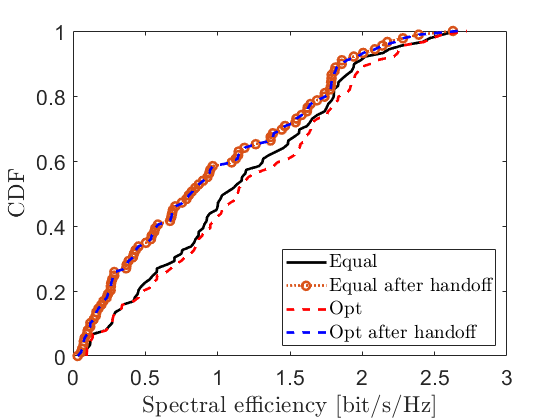 1
0.8
0.6
0.4
0.2
0
CDF
Equal
Equal after handoff
Opt
Opt after handoff
0 0.5 1 1.5 2 2.5 3
Spectral efficiency [bit/s/Hz]